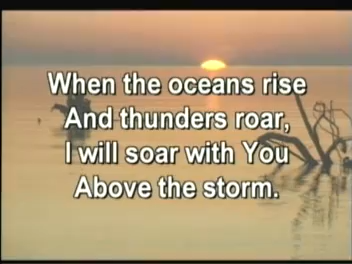 When the oceans rise
And thunders roar,
I will soar with You
Above the storm.